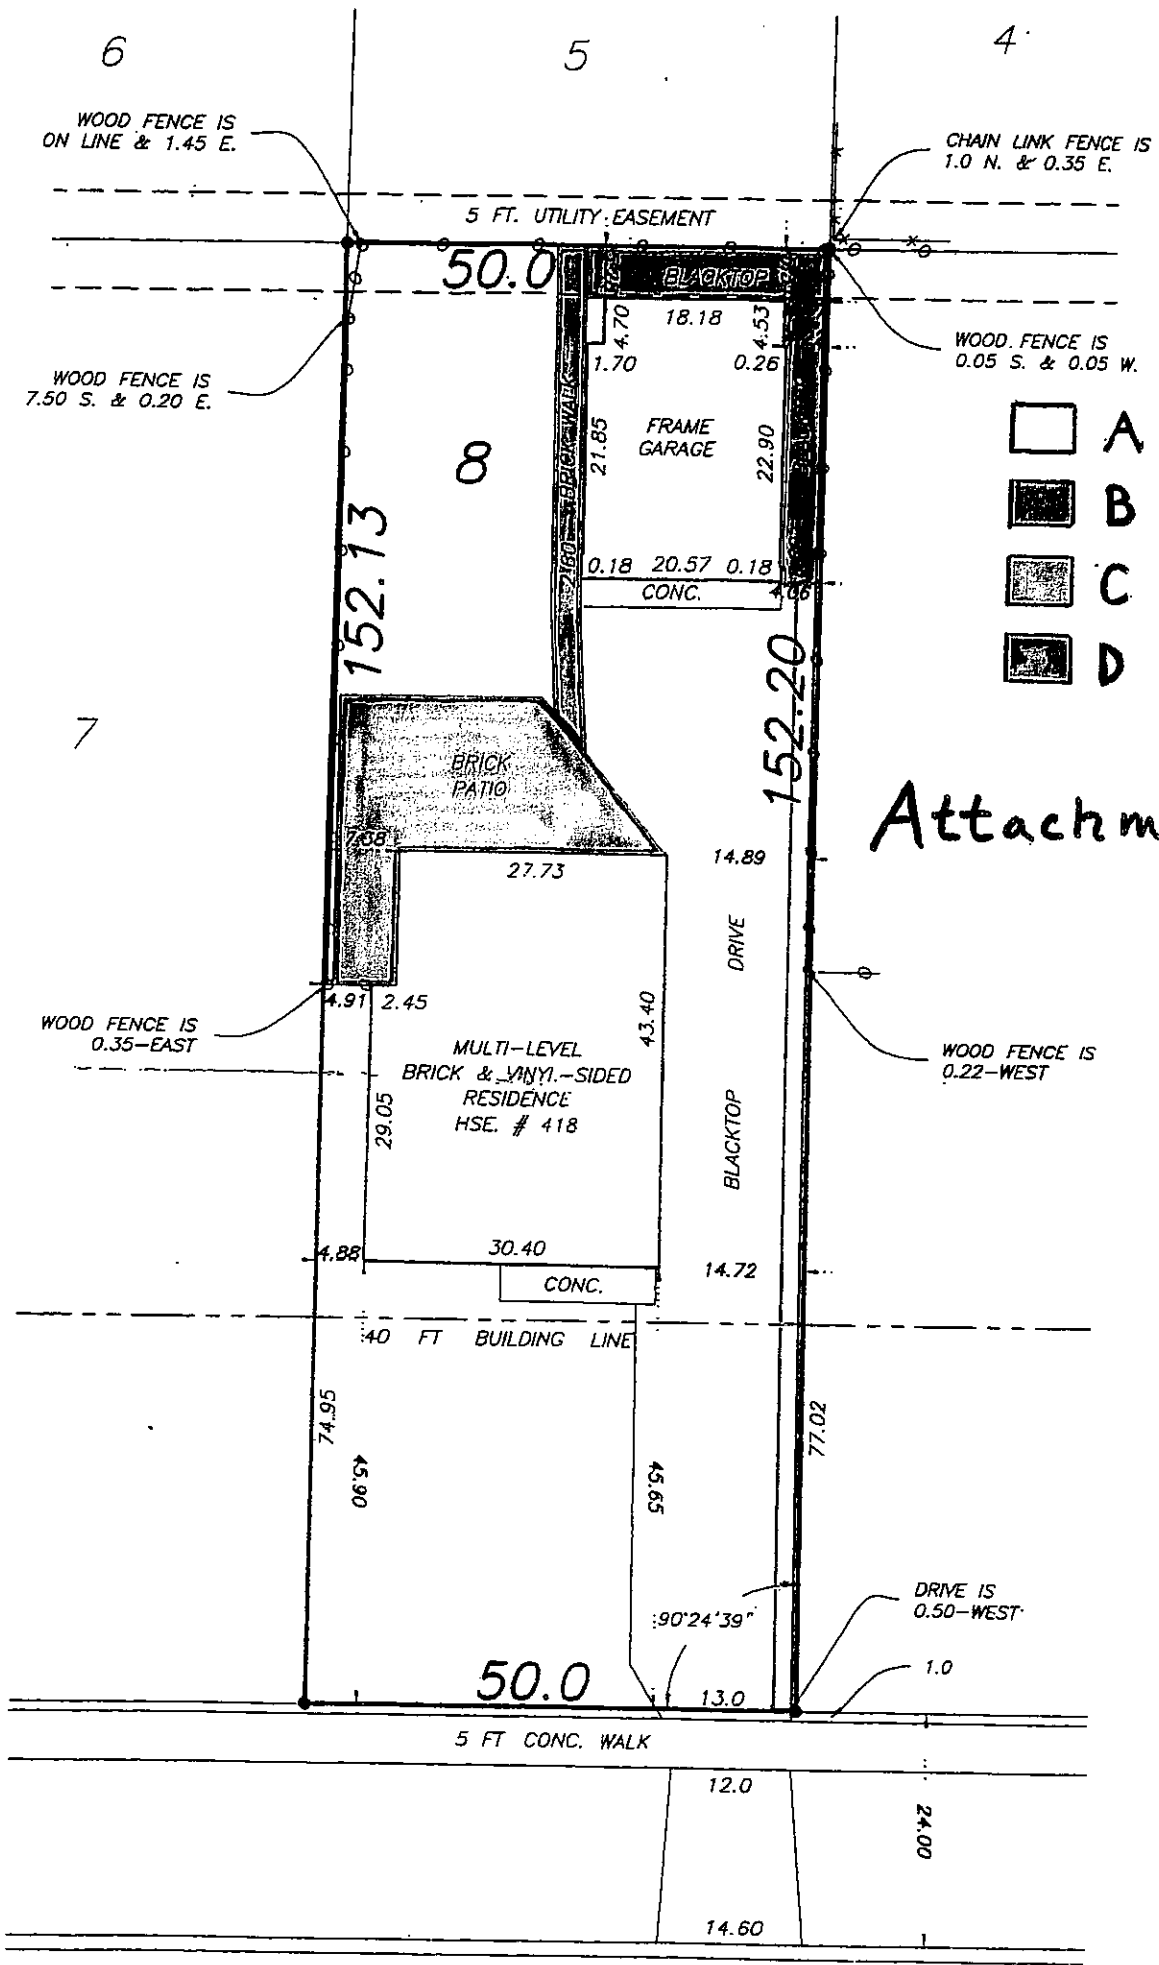 6
5
4
WOOD FENCE IS
ON LINE & 1.45 E.
CHAIN LINK FENCE IS
1.0 N. & 0.35 E.
5 FT. UTILITY EASEMENT
50.0
BLACKTOP
4.70
18.18
4.53
WOOD FENCE IS
0.05 S. & 0.05 W.
WOOD FENCE IS
7.50 S. & 0.20 E.
1.70
0.26
A
B
C
D
FRAME
GARAGE
21.85
22.90
8
BRICK WALK
152.13
0.18 20.57 0.18
CONC.
4.06
152.20
7
BRICK
PATIO
Attachm
27.73
14.89
DRIVE
BLACKTOP
4.91 2.45
WOOD FENCE IS
0.35-EAST
43.40
MULTI-LEVEL
BRICK & VINYL-SIDED
RESIDENCE
HSE. # 418
WOOD FENCE IS
0.22-WEST
29.05
4.88
30.40
14.72
CONC.
40 FT BUILDING LINE
74.95
45.90
45.65
77.02
DRIVE IS
0.50-WEST
90°24'39"
1.0
50.0
13.0
5 FT CONC. WALK
12.0
24.00
14.60